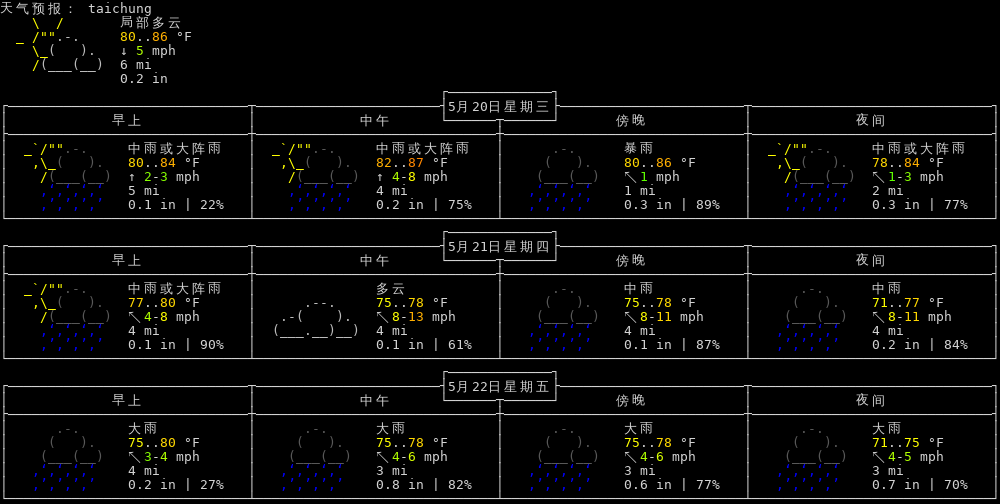 天气预报： taichung
局部多云
80..86 °F
↓ 5 mph
6 mi
0.2 in
5月20日星期三
早上 中午 傍晚 夜间
中雨或大阵雨 中雨或大阵雨 暴雨 中雨或大阵雨
80..84 °F 82..87 °F 80..86 °F 78..84 °F
↑ 2-3 mph ↑ 4-8 mph ↖ 1 mph ↖ 1-3 mph
5 mi 4 mi 1 mi 2 mi
0.1 in | 22% 0.2 in | 75% 0.3 in | 89% 0.3 in | 77%
5月21日星期四
早上 中午 傍晚 夜间
中雨或大阵雨 多云 中雨 中雨
77..80 °F 75..78 °F 75..78 °F 71..77 °F
↖ 4-8 mph ↖ 8-13 mph ↖ 8-11 mph ↖ 8-11 mph
4 mi 4 mi 4 mi 4 mi
0.1 in | 90% 0.1 in | 61% 0.1 in | 87% 0.2 in | 84%
5月22日星期五
早上 中午 傍晚 夜间
大雨 大雨 大雨 大雨
75..80 °F 75..78 °F 75..78 °F 71..75 °F
↖ 3-4 mph ↖ 4-6 mph ↖ 4-6 mph ↖ 4-5 mph
4 mi 3 mi 3 mi 3 mi
0.2 in | 27% 0.8 in | 82% 0.6 in | 77% 0.7 in | 70%